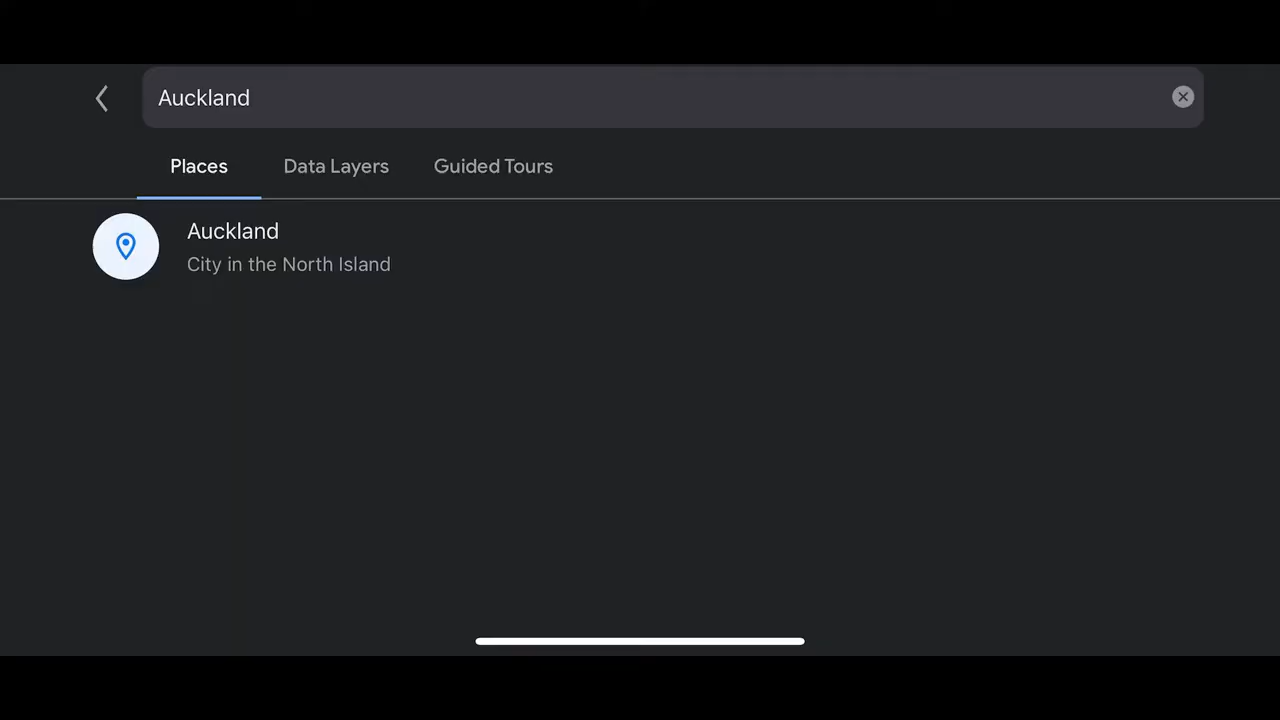 Auckland
Places
Data Layers
Guided Tours
Auckland
City in the North Island